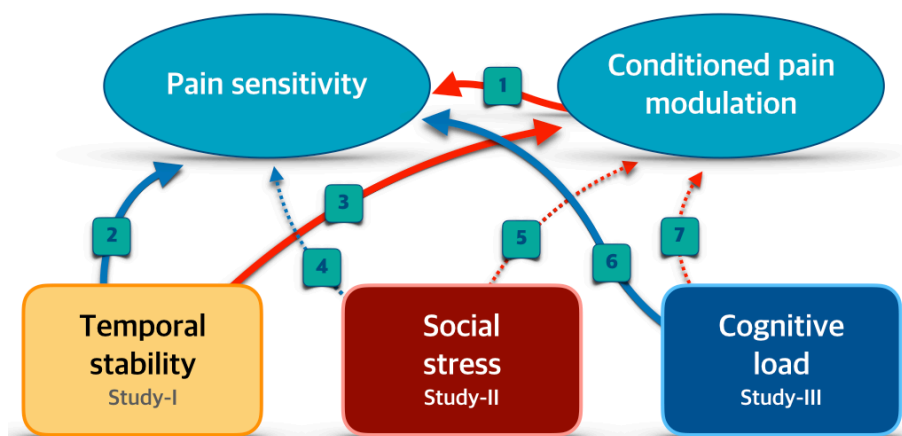 Pain sensitivity
Conditioned pain
modulation
1
2
3
4
5
6
7
Temporal
stability
Study-I
Social
stress
Study-II
Cognitive
load
Study-III